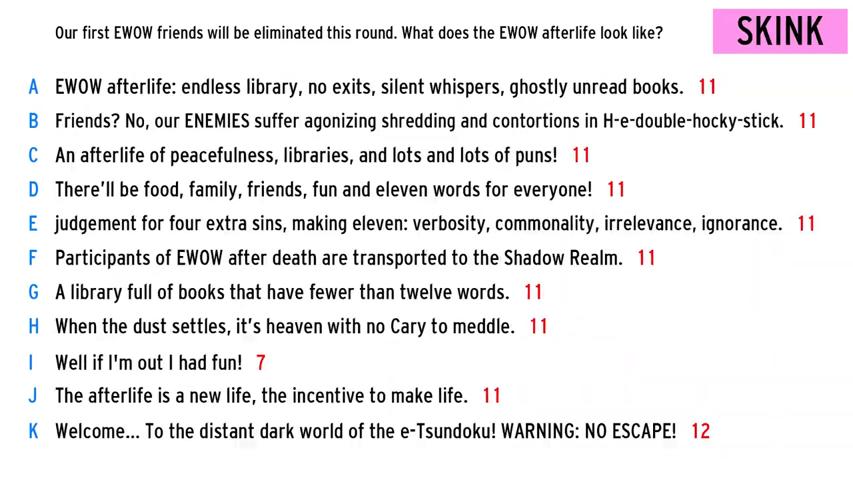 Our first EWOW friends will be eliminated this round. What does the EWOW afterlife look like?
SKINK
A EWOW afterlife: endless library, no exits, silent whispers, ghostly unread books. 11
B Friends? No, our ENEMIES suffer agonizing shredding and contortions in H-e-double-hocky-stick. 11
C An afterlife of peacefulness, libraries, and lots and lots of puns! 11
D There'll be food, family, friends, fun and eleven words for everyone! 11
E judgement for four extra sins, making eleven: verbosity, commonality, irrelevance, ignorance. 11
F Participants of EWOW after death are transported to the Shadow Realm. 11
G A library full of books that have fewer than twelve words. 11
H When the dust settles, it's heaven with no Cary to meddle. 11
I Well if I'm out I had fun! 7
J The afterlife is a new life, the incentive to make life. 11
K Welcome... To the distant dark world of the e-Tsundoku! WARNING: NO ESCAPE! 12